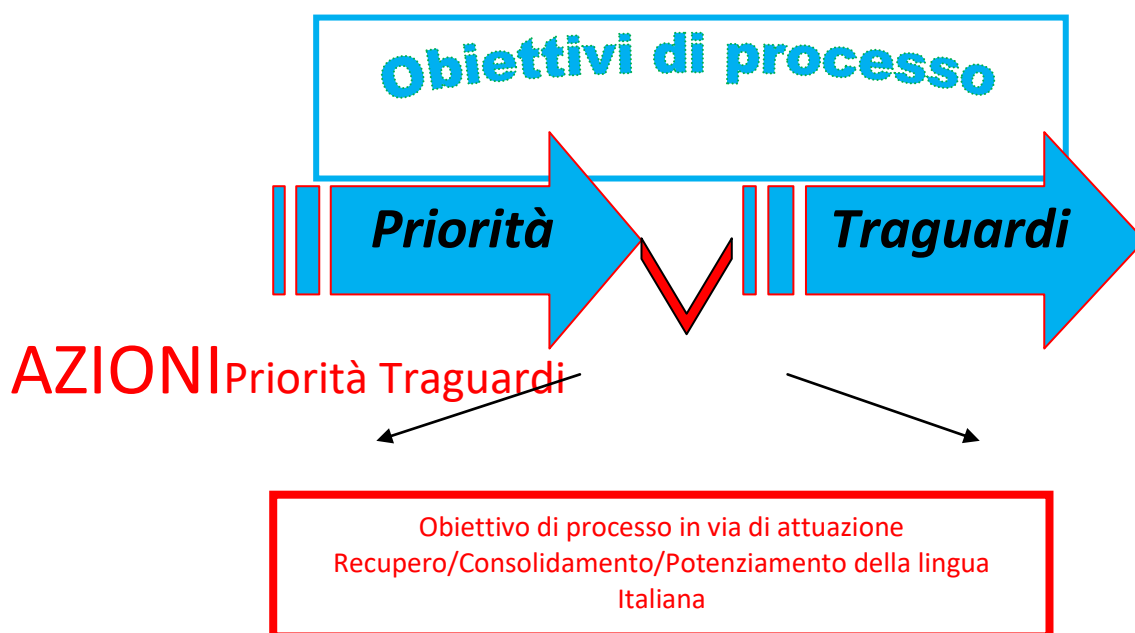 Obiettivi di processo
Priorità
Traguardi
AZIONIPriorità Traguardi
Obiettivo di processo in via di attuazione
Recupero/Consolidamento/Potenziamento della lingua
Italiana